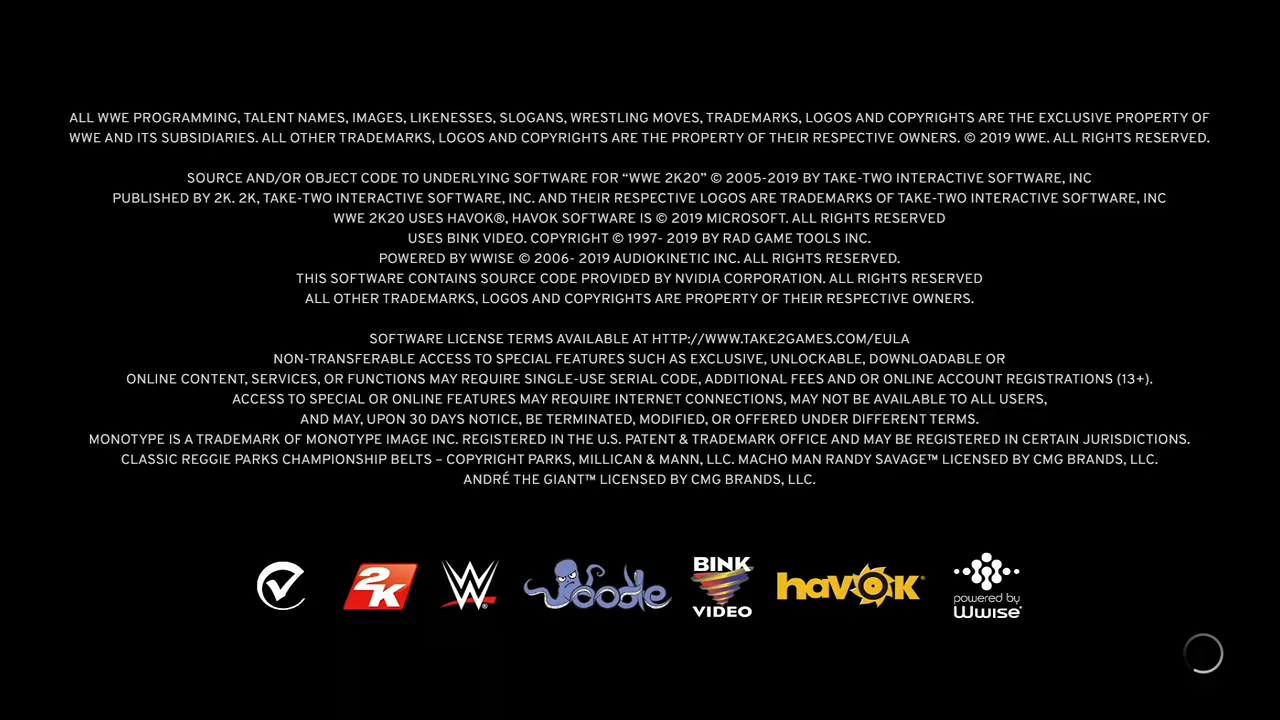 ALL WWE PROGRAMMING, TALENT NAMES, IMAGES, LIKENESSES, SLOGANS, WRESTLING MOVES, TRADEMARKS, LOGOS AND COPYRIGHTS ARE THE EXCLUSIVE PROPERTY OF
WWE AND ITS SUBSIDIARIES. ALL OTHER TRADEMARKS, LOGOS AND COPYRIGHTS ARE THE PROPERTY OF THEIR RESPECTIVE OWNERS. © 2019 WWE. ALL RIGHTS RESERVED.
SOURCE AND/OR OBJECT CODE TO UNDERLYING SOFTWARE FOR “WWE 2K20” © 2005-2019 BY TAKE-TWO INTERACTIVE SOFTWARE, INC
PUBLISHED BY 2K. 2K, TAKE-TWO INTERACTIVE SOFTWARE, INC. AND THEIR RESPECTIVE LOGOS ARE TRADEMARKS OF TAKE-TWO INTERACTIVE SOFTWARE, INC
WWE 2K20 USES HAVOK®, HAVOK SOFTWARE IS © 2019 MICROSOFT. ALL RIGHTS RESERVED
USES BINK VIDEO. COPYRIGHT © 1997- 2019 BY RAD GAME TOOLS INC.
POWERED BY WWISE © 2006- 2019 AUDIOKINETIC INC. ALL RIGHTS RESERVED.
THIS SOFTWARE CONTAINS SOURCE CODE PROVIDED BY NVIDIA CORPORATION. ALL RIGHTS RESERVED
ALL OTHER TRADEMARKS, LOGOS AND COPYRIGHTS ARE PROPERTY OF THEIR RESPECTIVE OWNERS.
SOFTWARE LICENSE TERMS AVAILABLE AT HTTP://WWW.TAKE2GAMES.COM/EULA
NON-TRANSFERABLE ACCESS TO SPECIAL FEATURES SUCH AS EXCLUSIVE, UNLOCKABLE, DOWNLOADABLE OR
ONLINE CONTENT, SERVICES, OR FUNCTIONS MAY REQUIRE SINGLE-USE SERIAL CODE, ADDITIONAL FEES AND OR ONLINE ACCOUNT REGISTRATIONS (13+).
ACCESS TO SPECIAL OR ONLINE FEATURES MAY REQUIRE INTERNET CONNECTIONS, MAY NOT BE AVAILABLE TO ALL USERS,
AND MAY, UPON 30 DAYS NOTICE, BE TERMINATED, MODIFIED, OR OFFERED UNDER DIFFERENT TERMS.
MONOTYPE IS A TRADEMARK OF MONOTYPE IMAGE INC. REGISTERED IN THE U.S. PATENT & TRADEMARK OFFICE AND MAY BE REGISTERED IN CERTAIN JURISDICTIONS.
CLASSIC REGGIE PARKS CHAMPIONSHIP BELTS – COPYRIGHT PARKS, MILLICAN & MANN, LLC. MACHO MAN RANDY SAVAGE™ LICENSED BY CMG BRANDS, LLC.
ANDRÉ THE GIANT™ LICENSED BY CMG BRANDS, LLC.
2K W® Oodle BINK VIDEO havok® powered by Wwise®